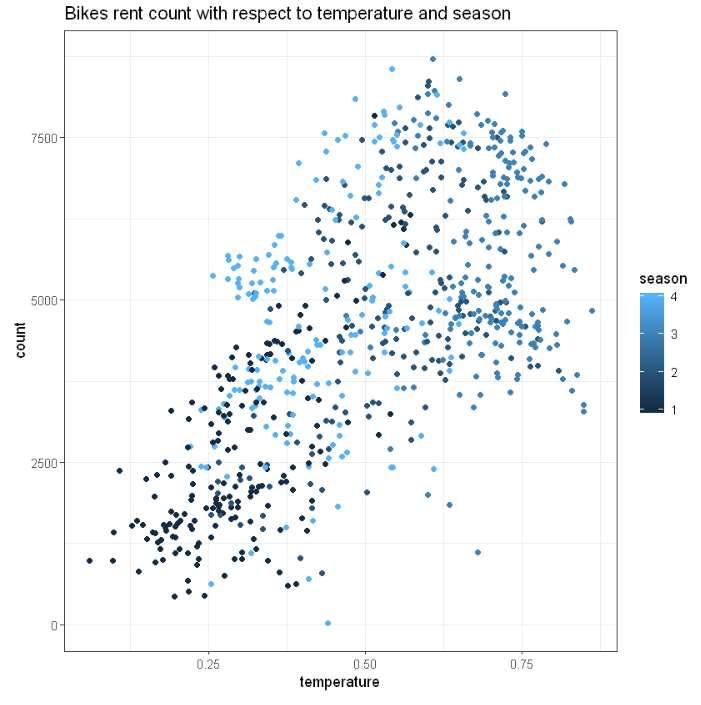 Bikes rent count with respect to temperature and season
7500
5000
2500
0
count
0.25
0.50
0.75
temperature
season
4
3
2
1